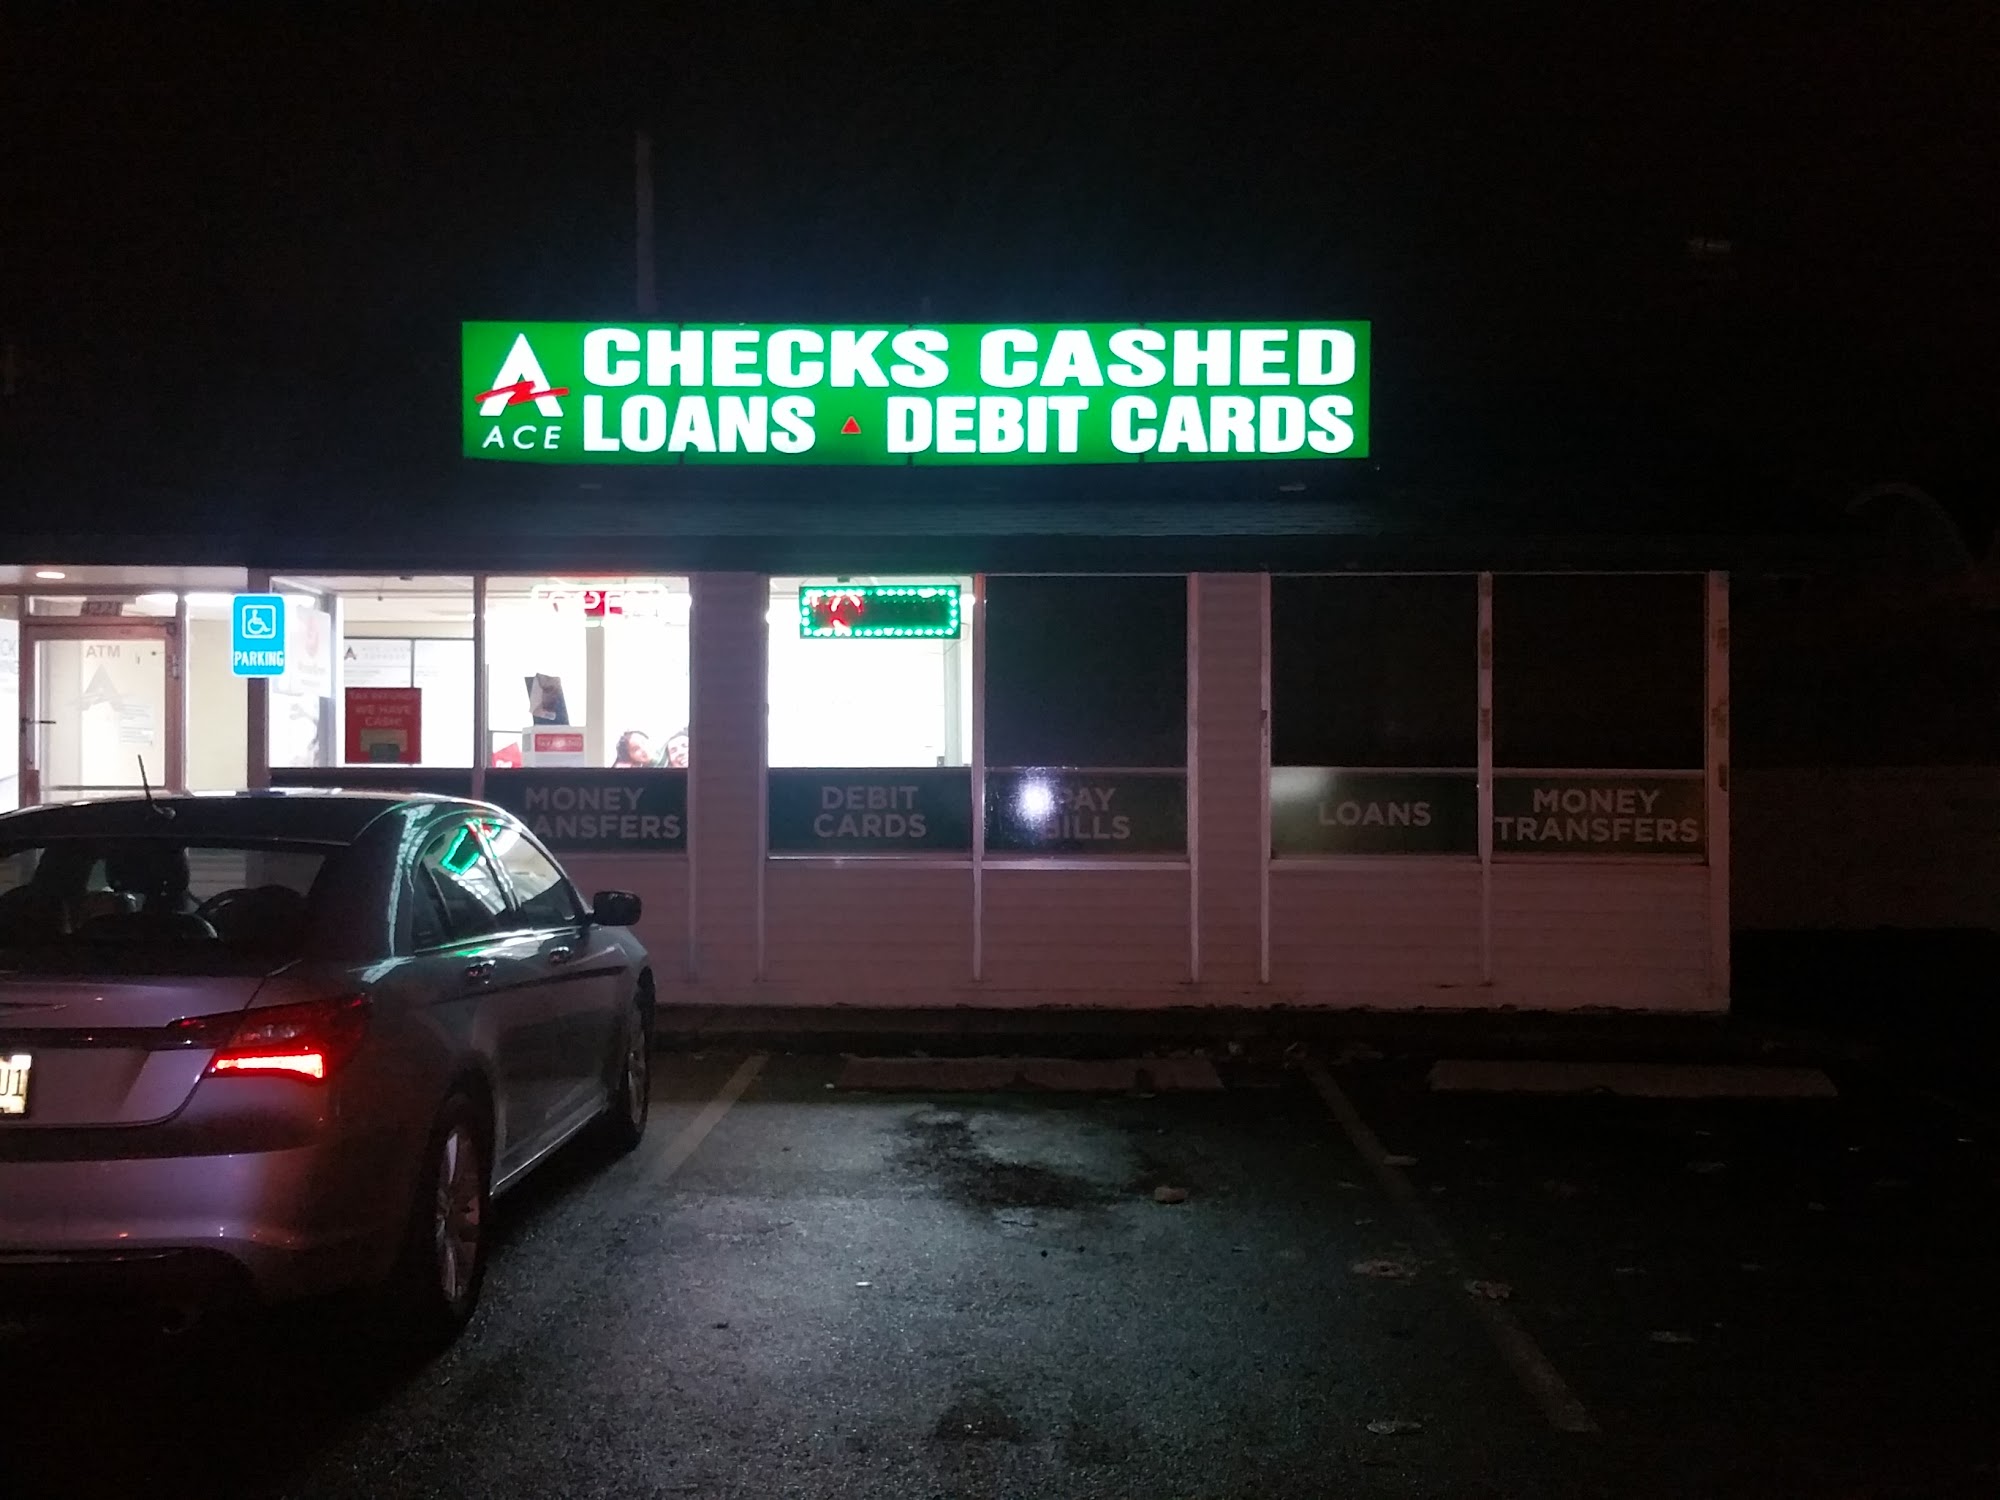 CHECKS CASHED
ACE
LOANS DEBIT CARDS
OPEN
ATM
PARKING
WE HAVE
CASH!
MONEY
TRANSFERS
DEBIT
CARDS
PAY
BILLS
LOANS
MONEY
TRANSFERS